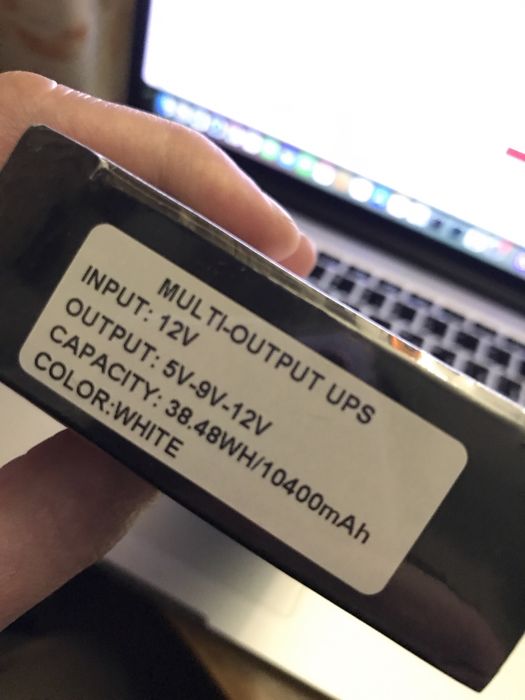 MULTI-OUTPUT UPS
INPUT: 12V
OUTPUT: 5V-9V-12V
CAPACITY: 38.48WH/10400mAh
COLOR:WHITE